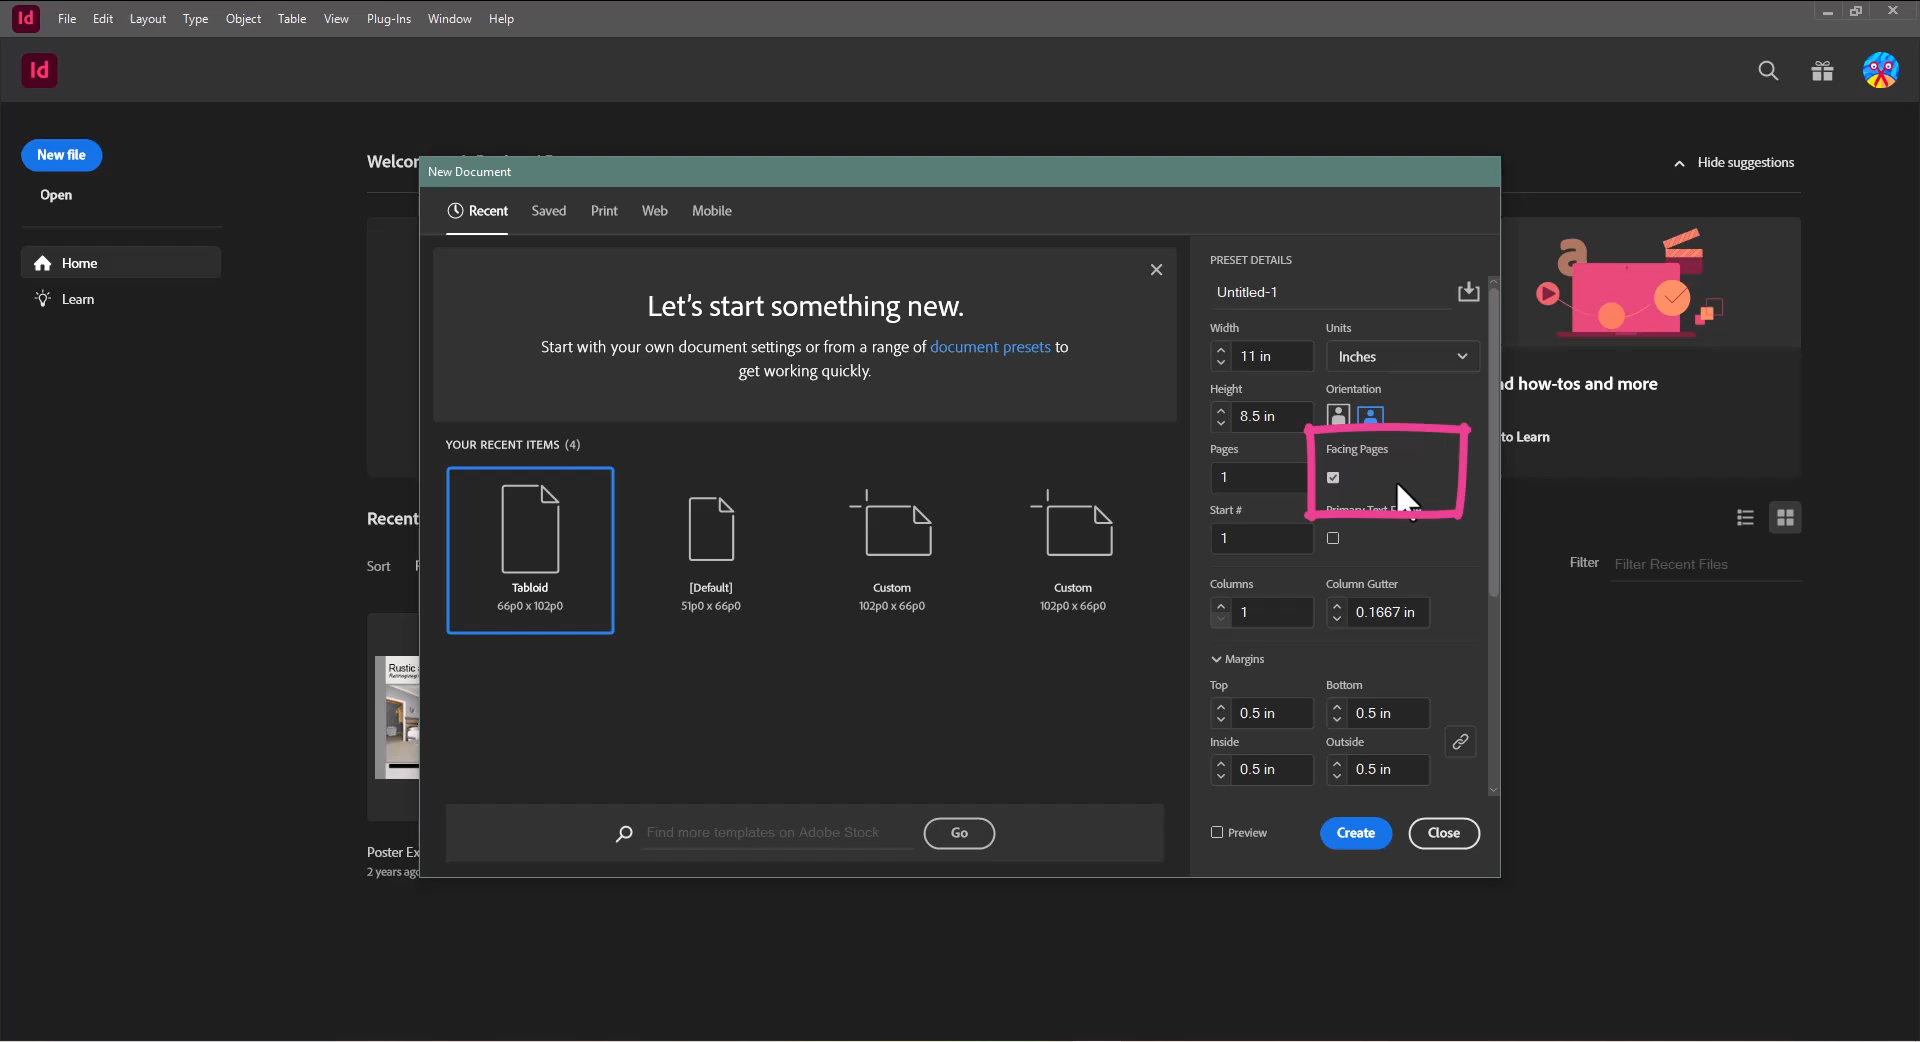 Id
File Edit Layout Type Object Table View Plug-Ins Window Help
Id
New file
Open
Home
Learn
Hide suggestions
New Document
Recent Saved Print Web Mobile
Let's start something new.
Start with your own document settings or from a range of document presets to
get working quickly.
YOUR RECENT ITEMS (4)
Tabloid
66p0 x 102p0
[Default]
51p0 x 66p0
Custom
102p0 x 66p0
Custom
102p0 x 66p0
Find more templates on Adobe Stock
Go
PRESET DETAILS
Untitled-1
Width Units
11 in Inches
Height Orientation
8.5 in
Pages Facing Pages
1
Start # Primary Text
1
Columns Column Gutter
1 0.1667 in
Margins
Top Bottom
0.5 in 0.5 in
Inside Outside
0.5 in 0.5 in
Preview Create Close
how-tos and more
to Learn
Recent
Sort
Filter Filter Recent Files
Rustic
Poster
2 years